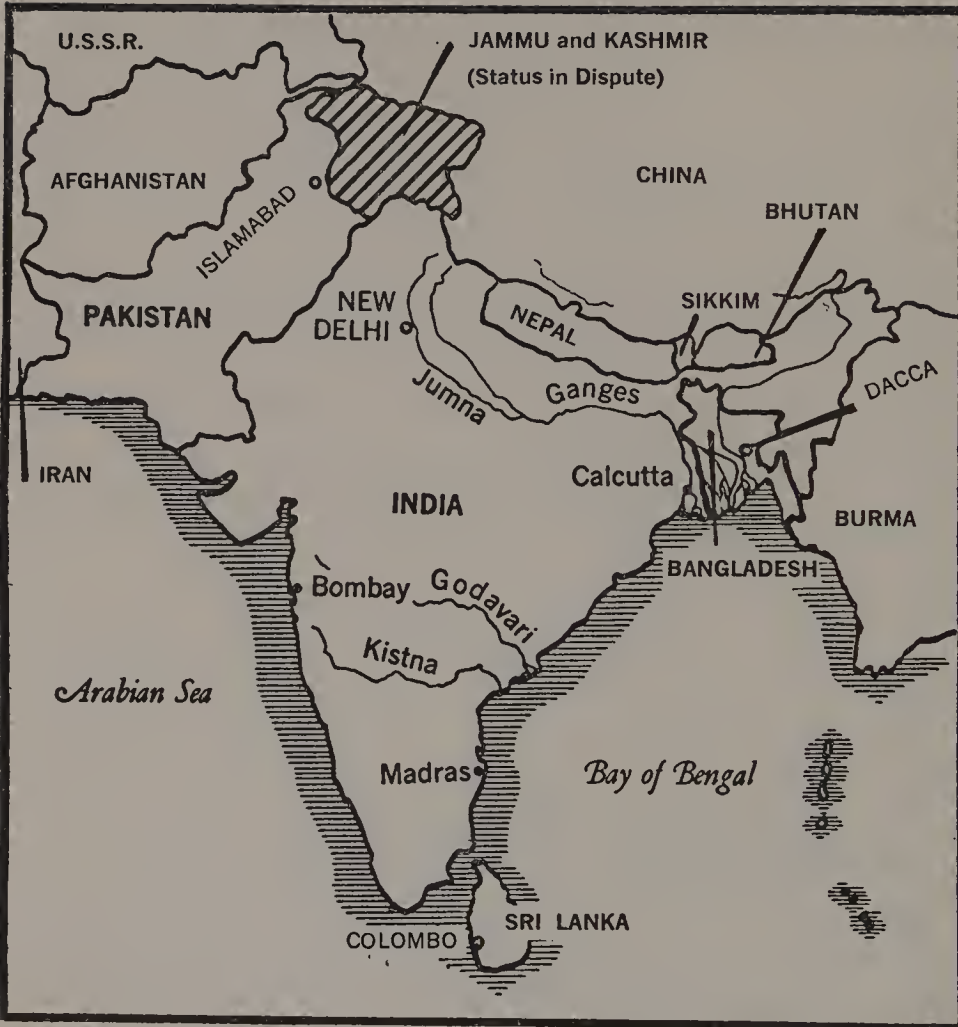 U.S.S.R.
JAMMU and KASHMIR
(Status in Dispute)
AFGHANISTAN
CHINA
ISLAMABAD
BHUTAN
PAKISTAN
NEW
DELHI
NEPAL
SIKKIM
Jumna
Ganges
DACCA
IRAN
INDIA
Calcutta
BURMA
BANGLADESH
Bombay
Godavari
Kistna
Arabian Sea
Madras
Bay of Bengal
SRI LANKA
COLOMBO